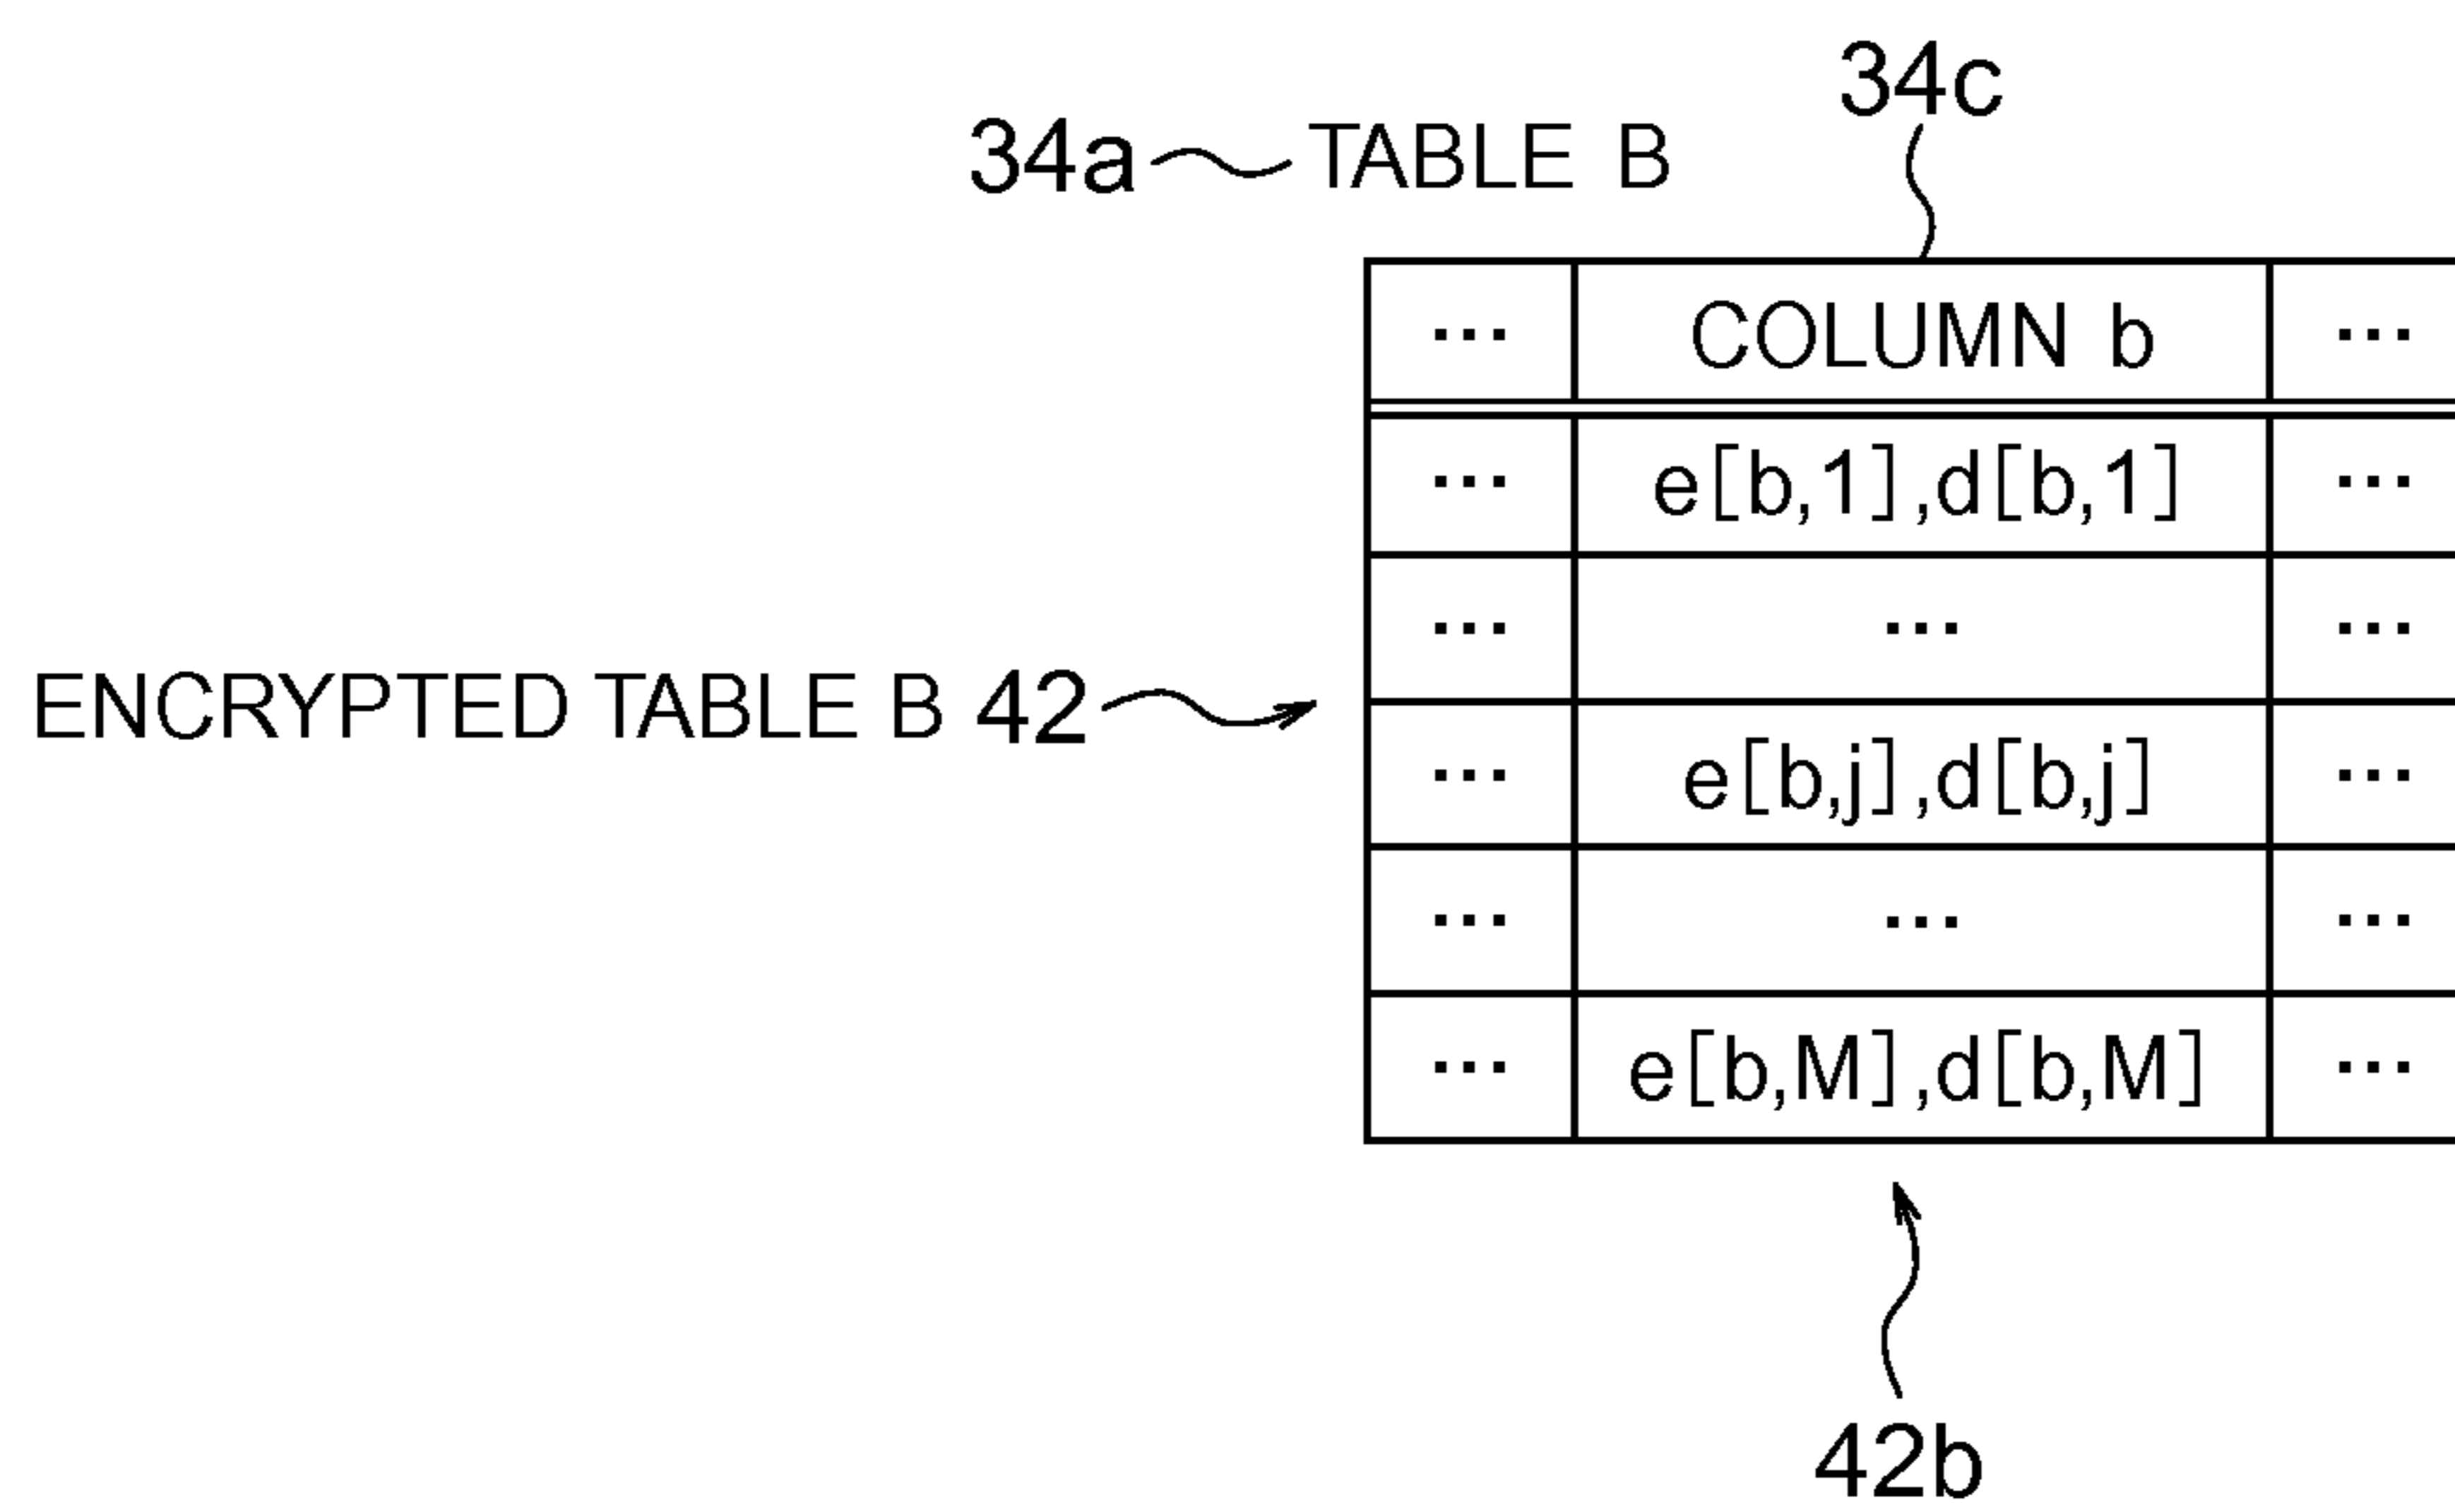 34c
34a TABLE B
... COLUMN b ...
... e[b,1],d[b,1] ...
... ... ...
ENCRYPTED TABLE B 42
... e[b,j],d[b,j] ...
... ... ...
... e[b,M],d[b,M] ...
42b